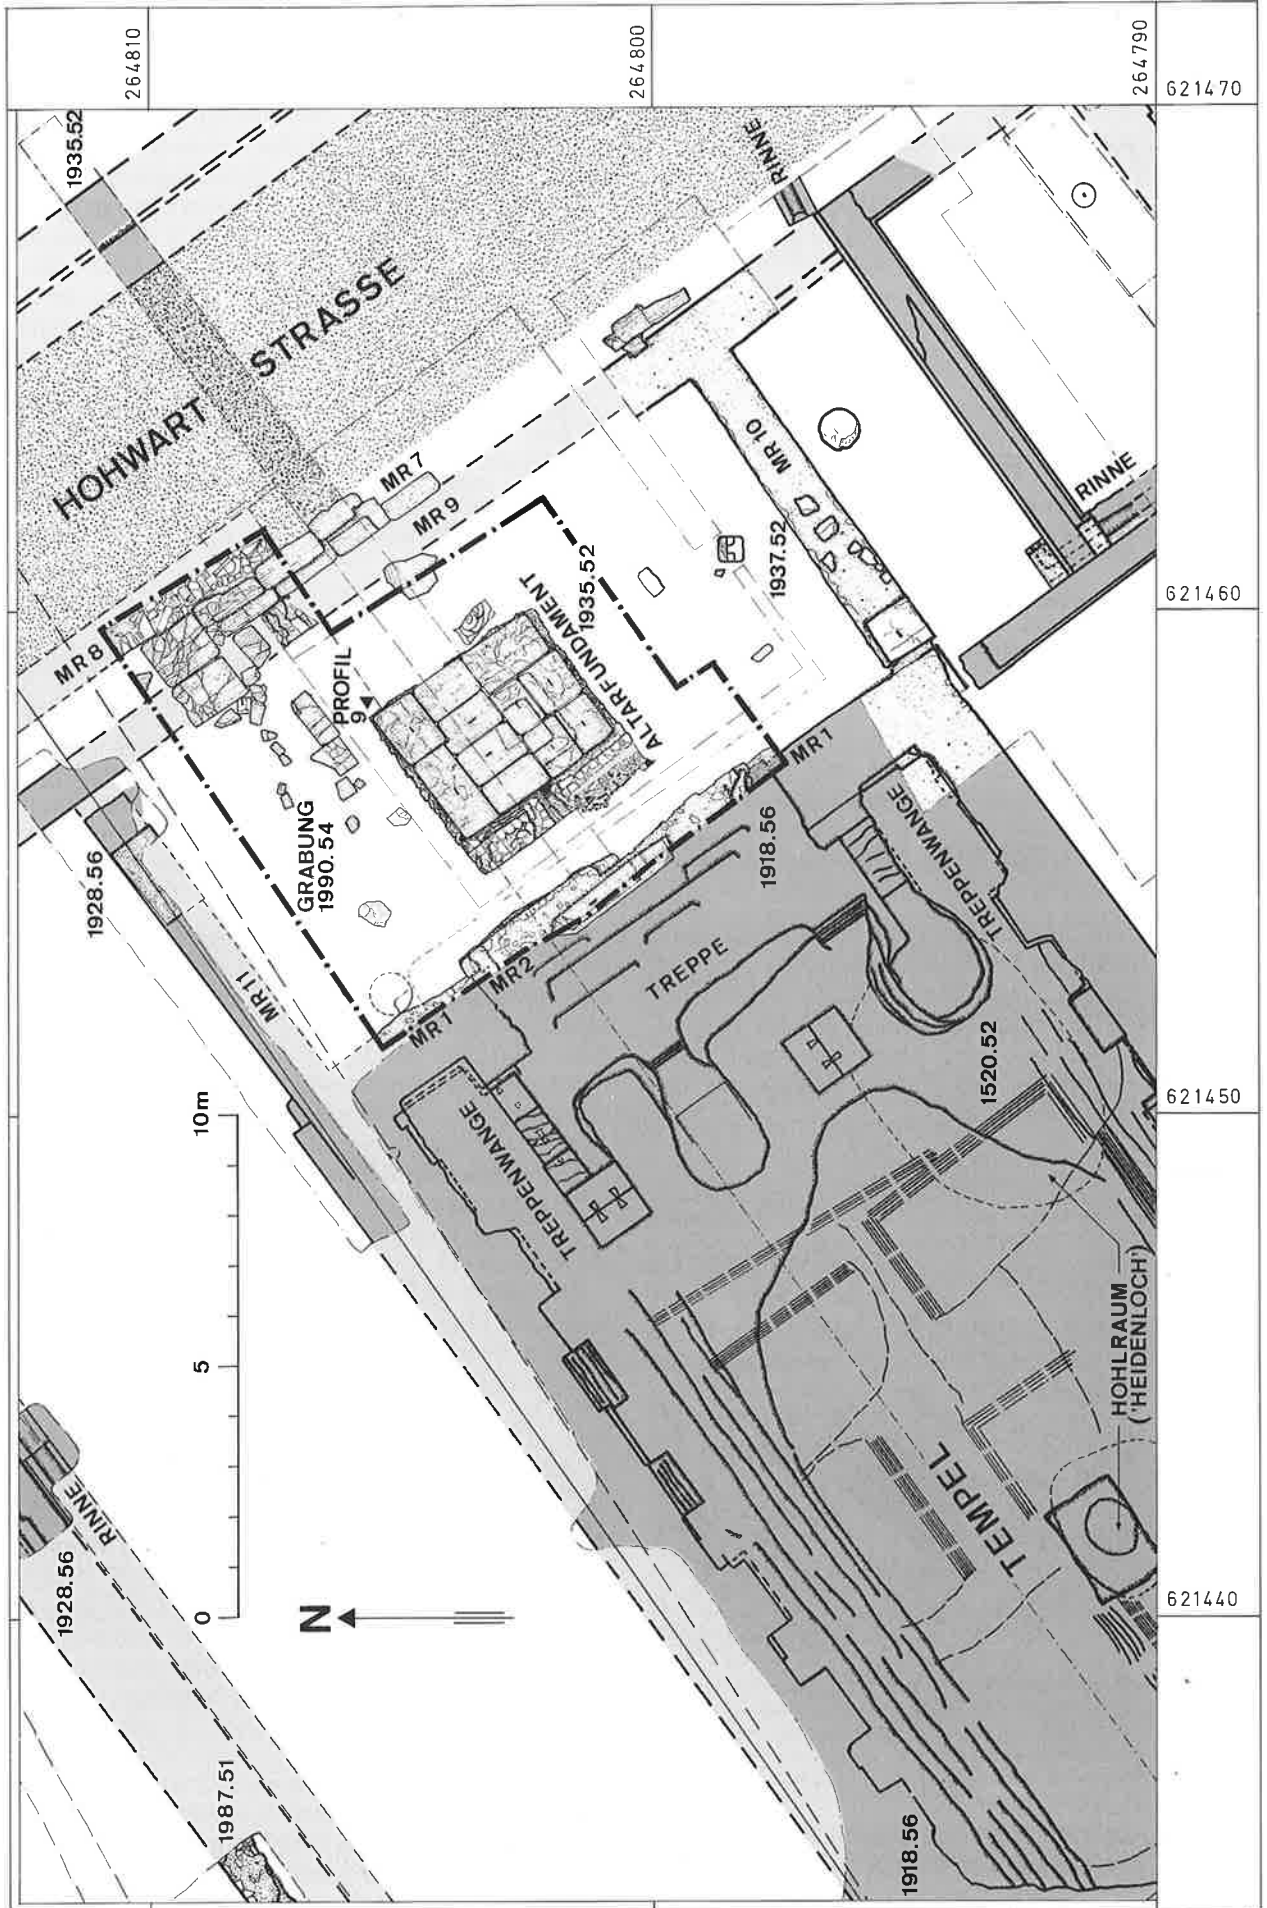 264810
264800
264790
621470
1935.52
RINNE
HOHWART STRASSE
MR 7
MR 9
MR 10
RINNE
1937.52
621460
MR 8
PROFIL
9
ALTARFUNDAMENT
1935.52
MR 1
GRABUNG
1990.54
1928.56
1918.56
TREPPENWANGE
MR 11
MR 2
MR 1
TREPPE
1520.52
621450
TREPPENWANGE
10m
5
0
HOHLRAUM
('HEIDENLOCH')
TEMPEL
RINNE
1928.56
N
621440
1987.51
1918.56